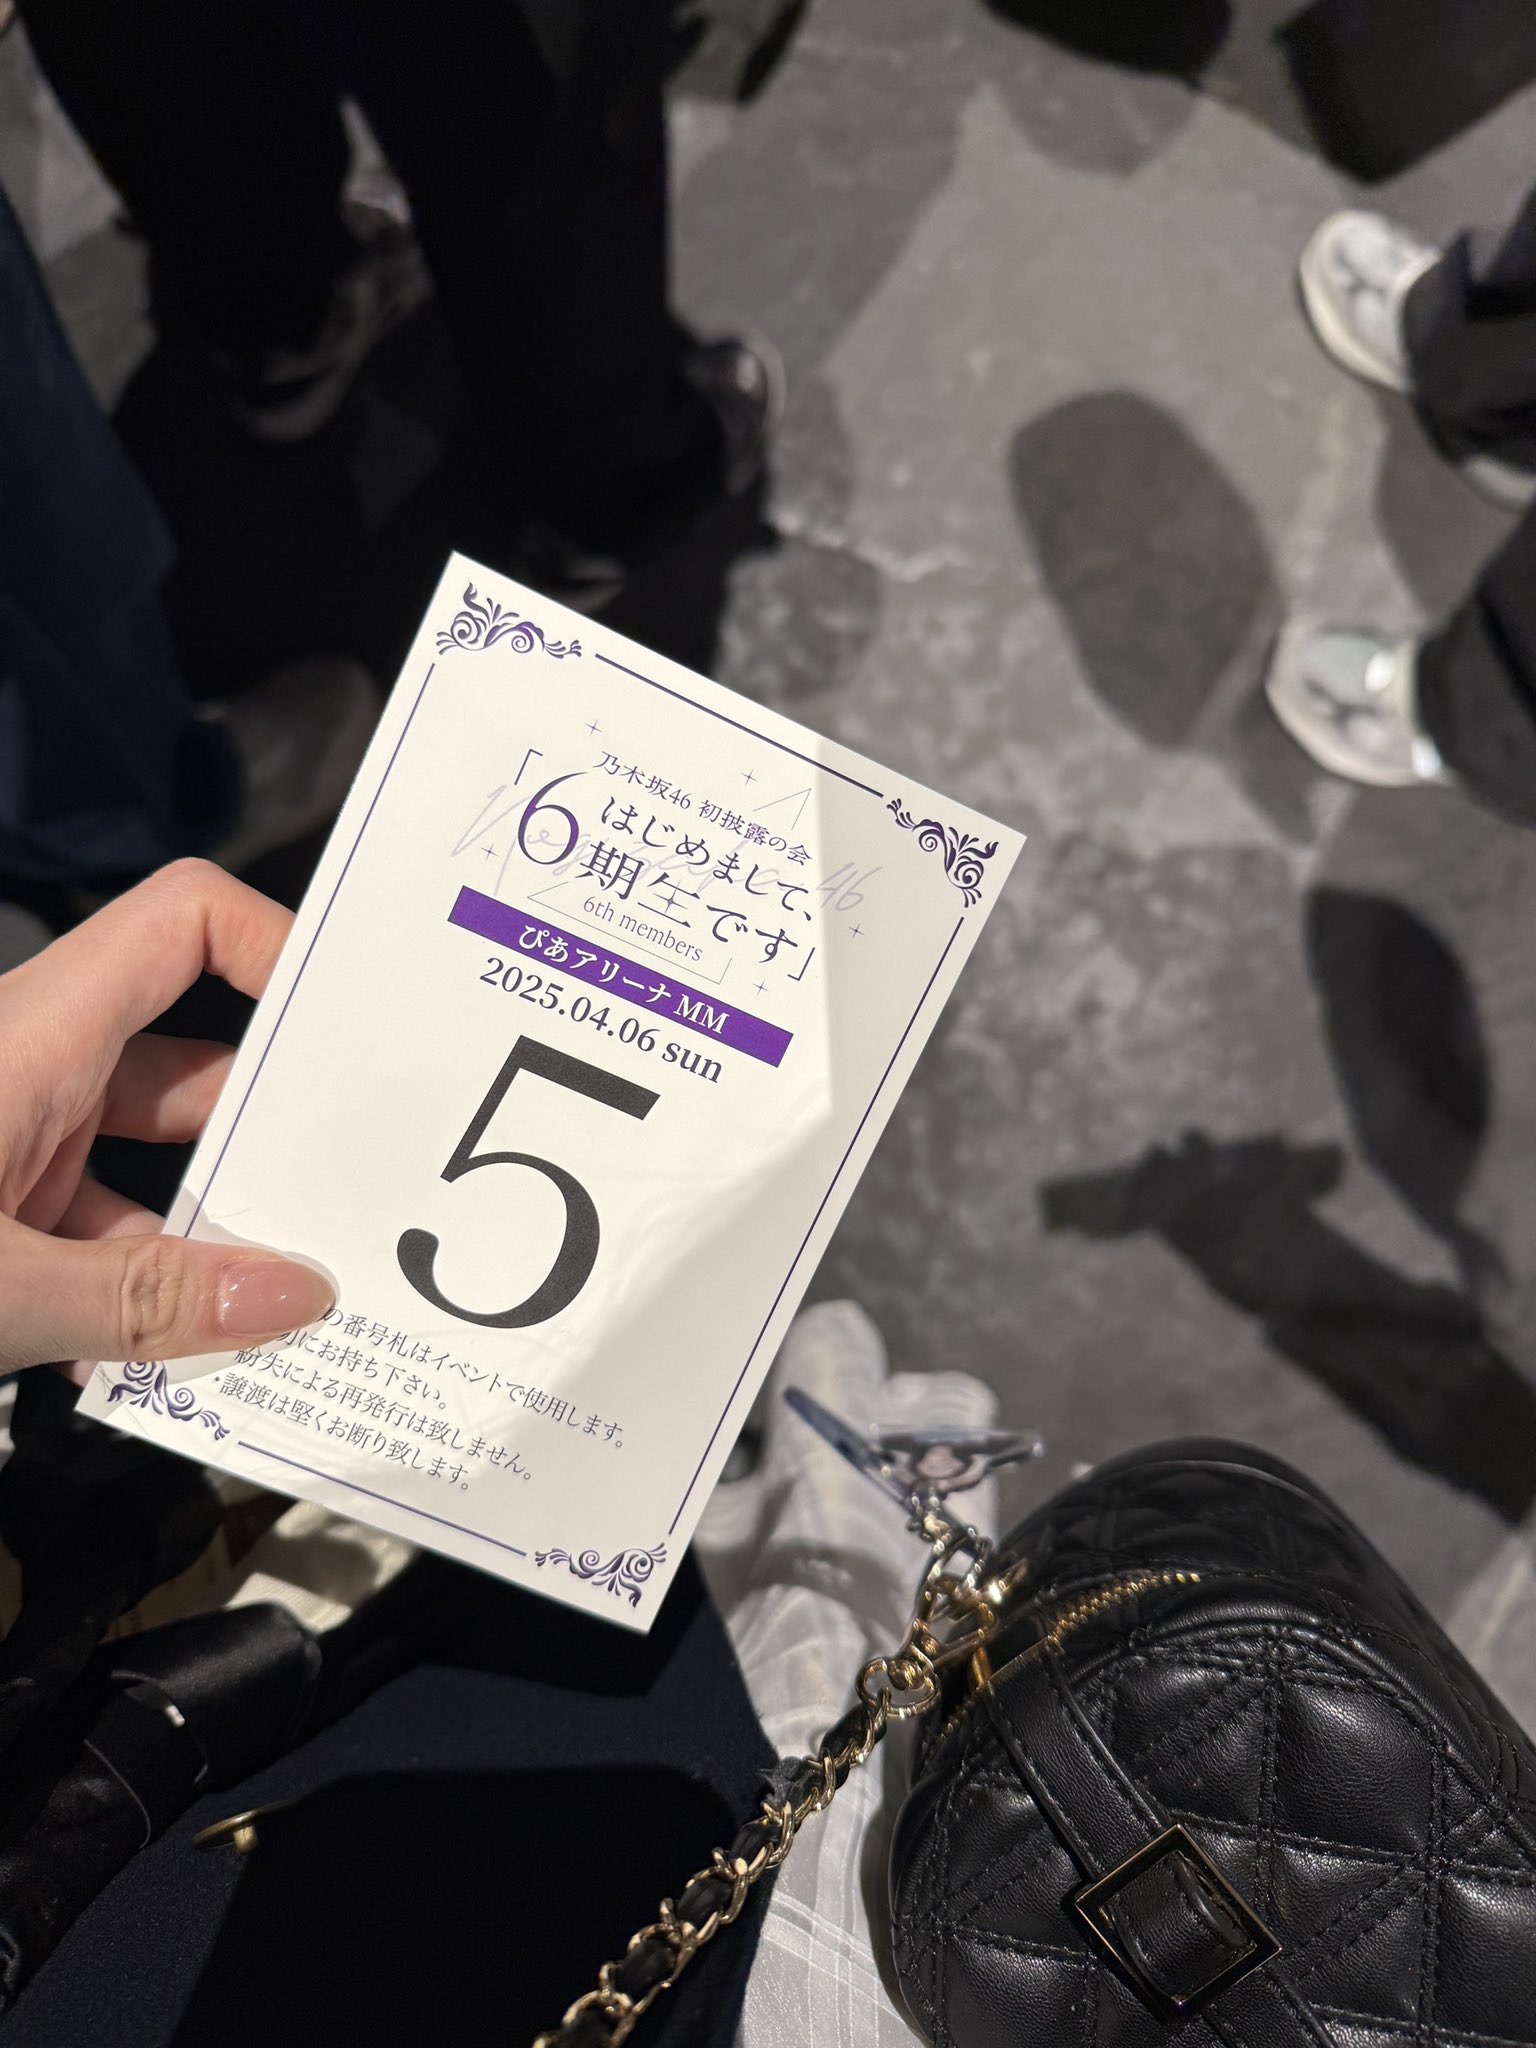 乃木坂46 初披露の会
「はじめまして、
6期生です」
6th members
Nogizaka 46
ぴあアリーナMM
2025.04.06 sun
5
の番号札はイベントで使用します。
にお持ち下さい。
紛失による再発行は致しません。
・譲渡は堅くお断り致します。